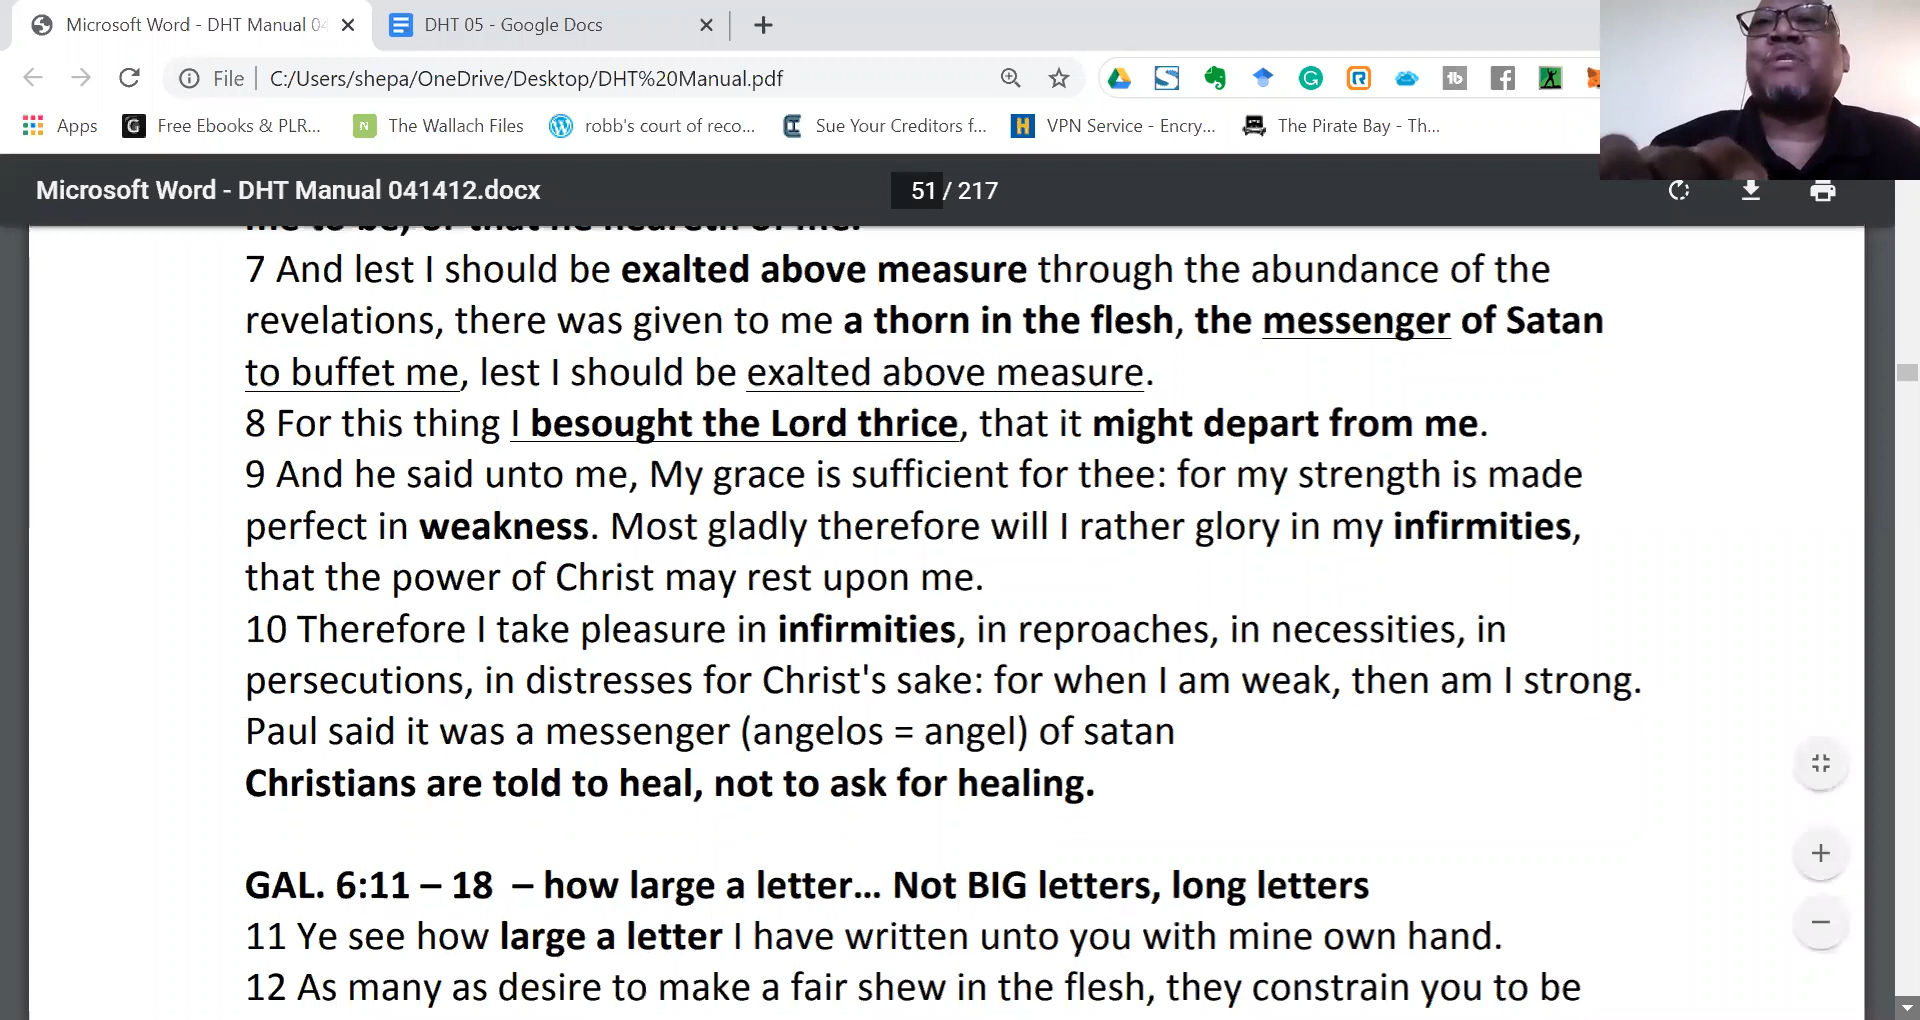 Microsoft Word - DHT Manual 04
DHT 05 - Google Docs
File
C:/Users/shepa/OneDrive/Desktop/DHT%20Manual.pdf
Apps
Free Ebooks & PLR...
The Wallach Files
robb's court of reco...
Sue Your Creditors f...
VPN Service - Encry...
The Pirate Bay - Th...
Microsoft Word - DHT Manual 041412.docx
51 / 217
me to be, or that he heareth of me.
7 And lest I should be exalted above measure through the abundance of the
revelations, there was given to me a thorn in the flesh, the messenger of Satan
to buffet me, lest I should be exalted above measure.
8 For this thing I besought the Lord thrice, that it might depart from me.
9 And he said unto me, My grace is sufficient for thee: for my strength is made
perfect in weakness. Most gladly therefore will I rather glory in my infirmities,
that the power of Christ may rest upon me.
10 Therefore I take pleasure in infirmities, in reproaches, in necessities, in
persecutions, in distresses for Christ's sake: for when I am weak, then am I strong.
Paul said it was a messenger (angelos = angel) of satan
Christians are told to heal, not to ask for healing.
GAL. 6:11 – 18 – how large a letter... Not BIG letters, long letters
11 Ye see how large a letter I have written unto you with mine own hand.
12 As many as desire to make a fair shew in the flesh, they constrain you to be